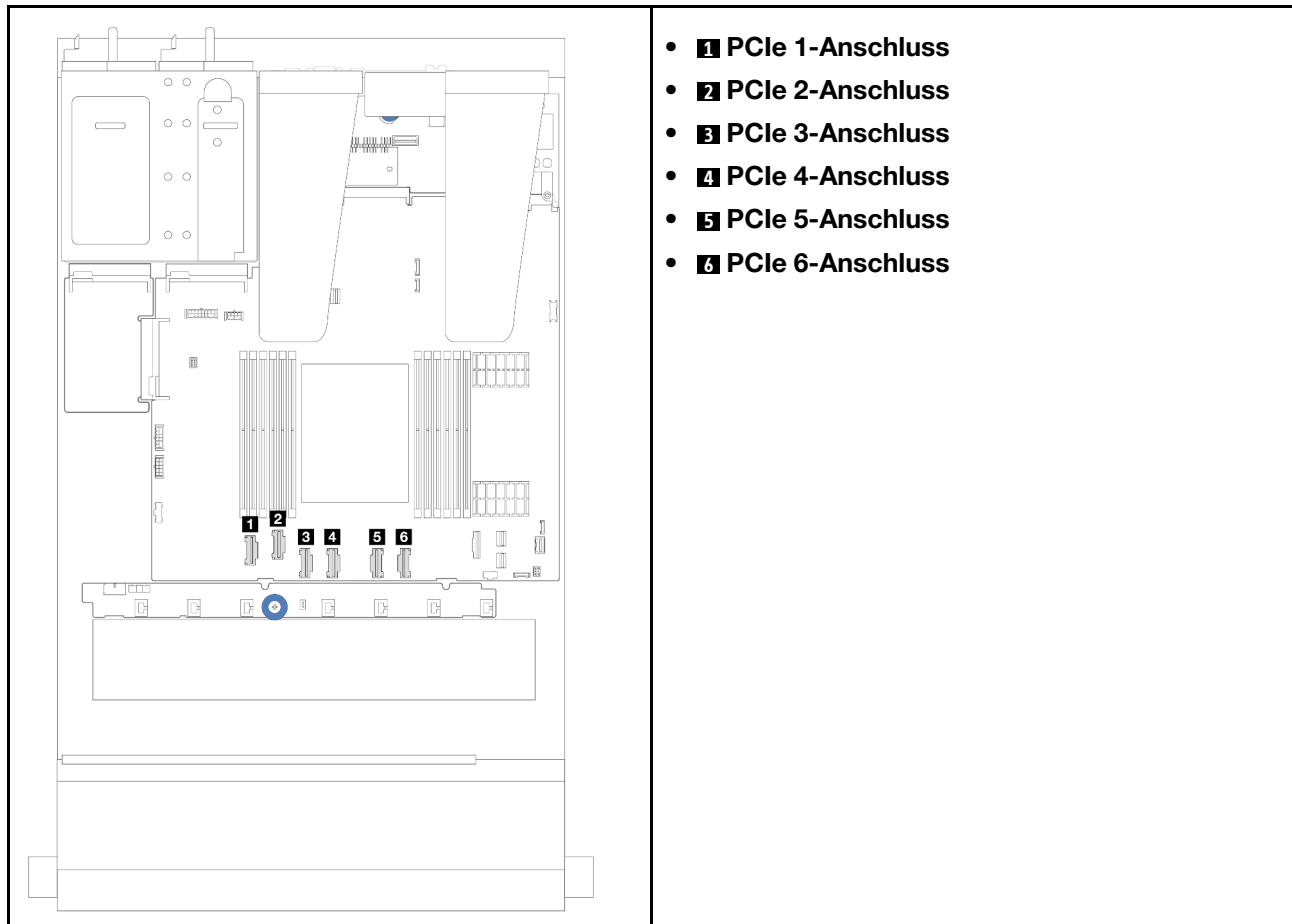 1
2
3
4
5
6
• 1 PCIe 1-Anschluss
• 2 PCIe 2-Anschluss
• 3 PCIe 3-Anschluss
• 4 PCIe 4-Anschluss
• 5 PCIe 5-Anschluss
• 6 PCIe 6-Anschluss